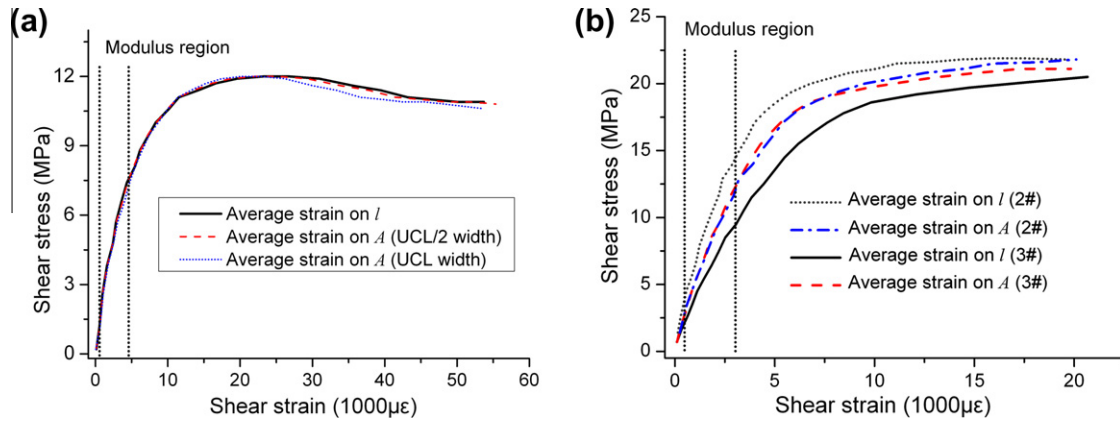 (a)
Modulus region
Shear stress (MPa)
15
12
9
6
3
0
Average strain on l
Average strain on A (UCL/2 width)
Average strain on A (UCL width)
0 10 20 30 40 50 60
Shear strain (1000με)
(b)
Modulus region
Shear stress (MPa)
25
20
15
10
5
0
Average strain on l (2#)
Average strain on A (2#)
Average strain on l (3#)
Average strain on A (3#)
0 5 10 15 20
Shear strain (1000με)